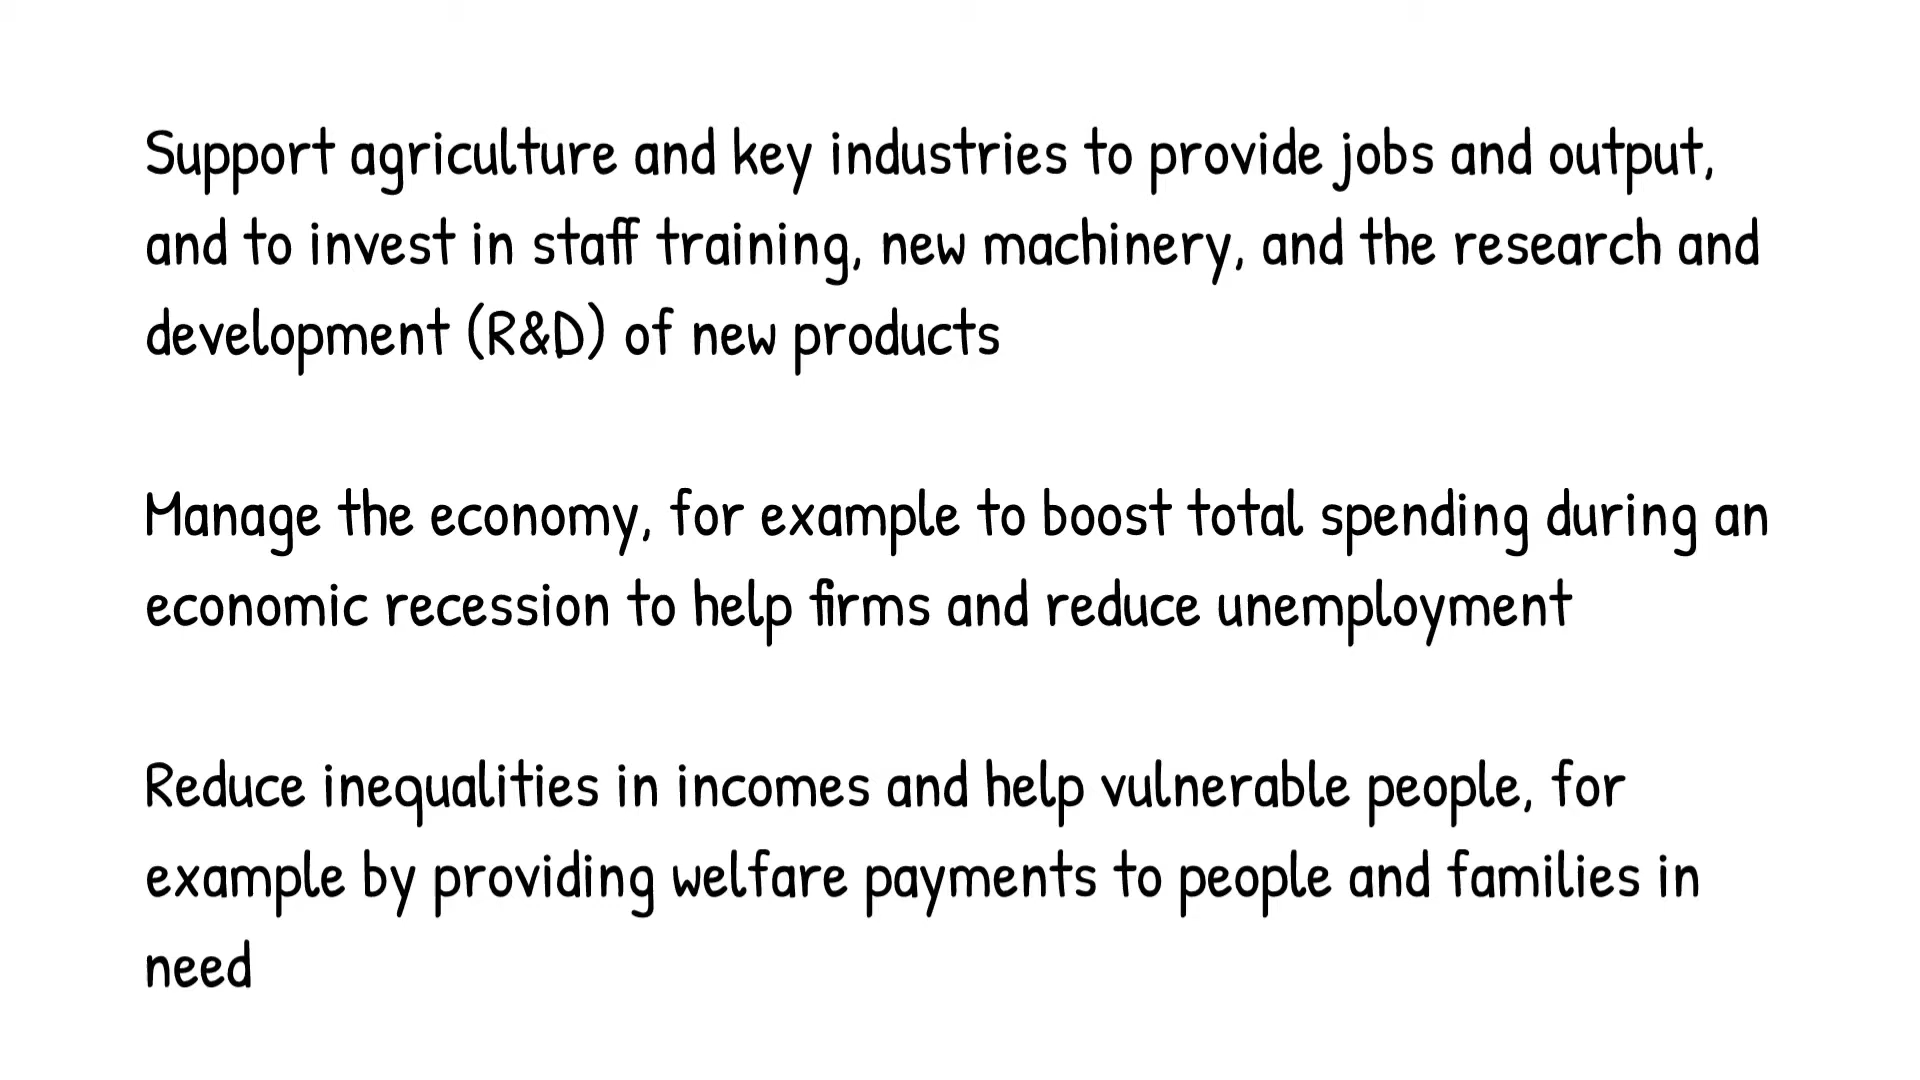 Support agriculture and key industries to provide jobs and output,
and to invest in staff training, new machinery, and the research and
development (R&D) of new products
Manage the economy, for example to boost total spending during an
economic recession to help firms and reduce unemployment
Reduce inequalities in incomes and help vulnerable people, for
example by providing welfare payments to people and families in
need